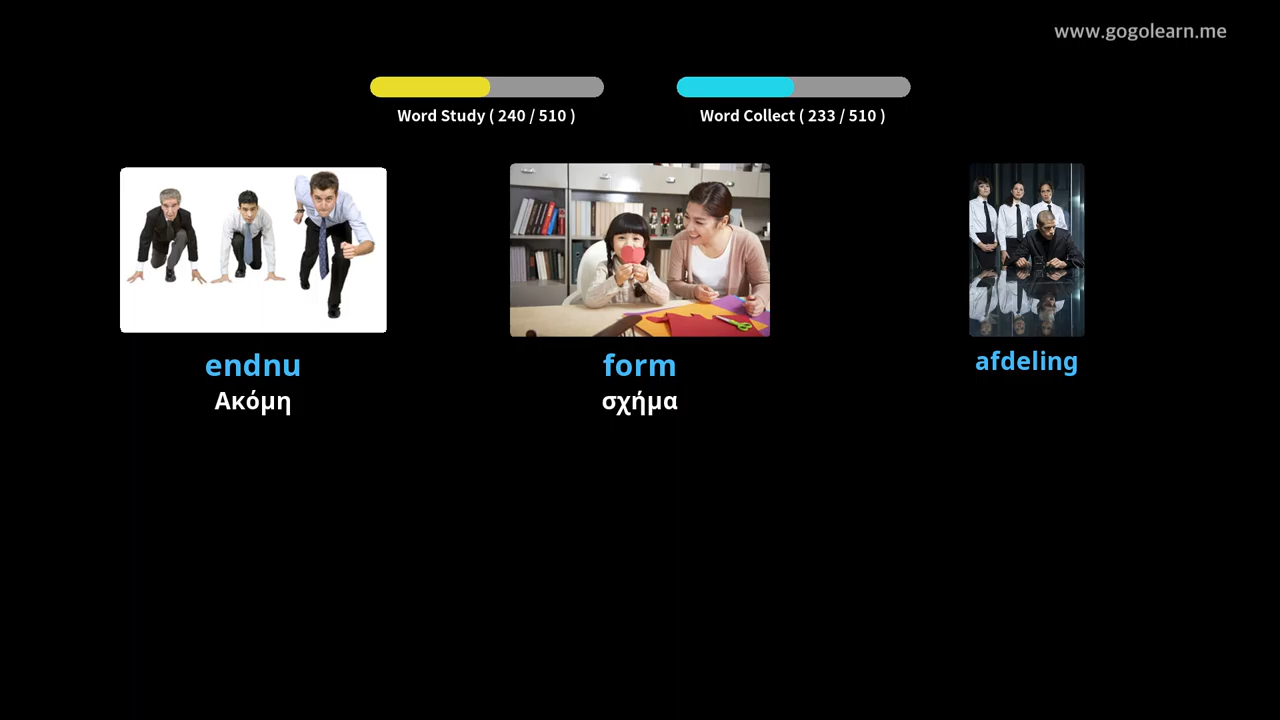 www.gogolearn.me
Word Study ( 240 / 510 )
Word Collect ( 233 / 510 )
endnu
Ακόμη
form
σχήμα
afdeling